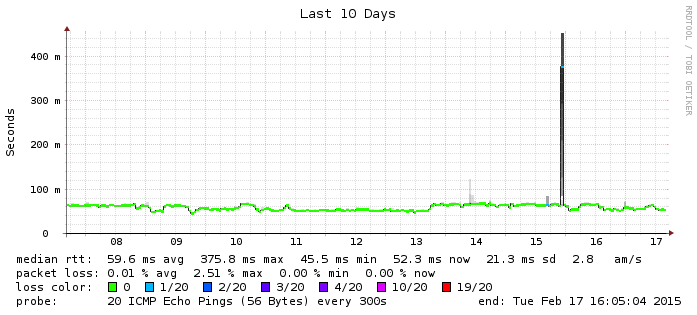 Last 10 Days
RRDTOOL / TOBI OETIKER
Seconds
400 m
300 m
200 m
100 m
0
08 09 10 11 12 13 14 15 16 17
median rtt: 59.6 ms avg 375.8 ms max 45.5 ms min 52.3 ms now 21.3 ms sd 2.8 am/s
packet loss: 0.01 % avg 2.51 % max 0.00 % min 0.00 % now
loss color: 0 1/20 2/20 3/20 4/20 10/20 19/20
probe: 20 ICMP Echo Pings (56 Bytes) every 300s end: Tue Feb 17 16:05:04 2015